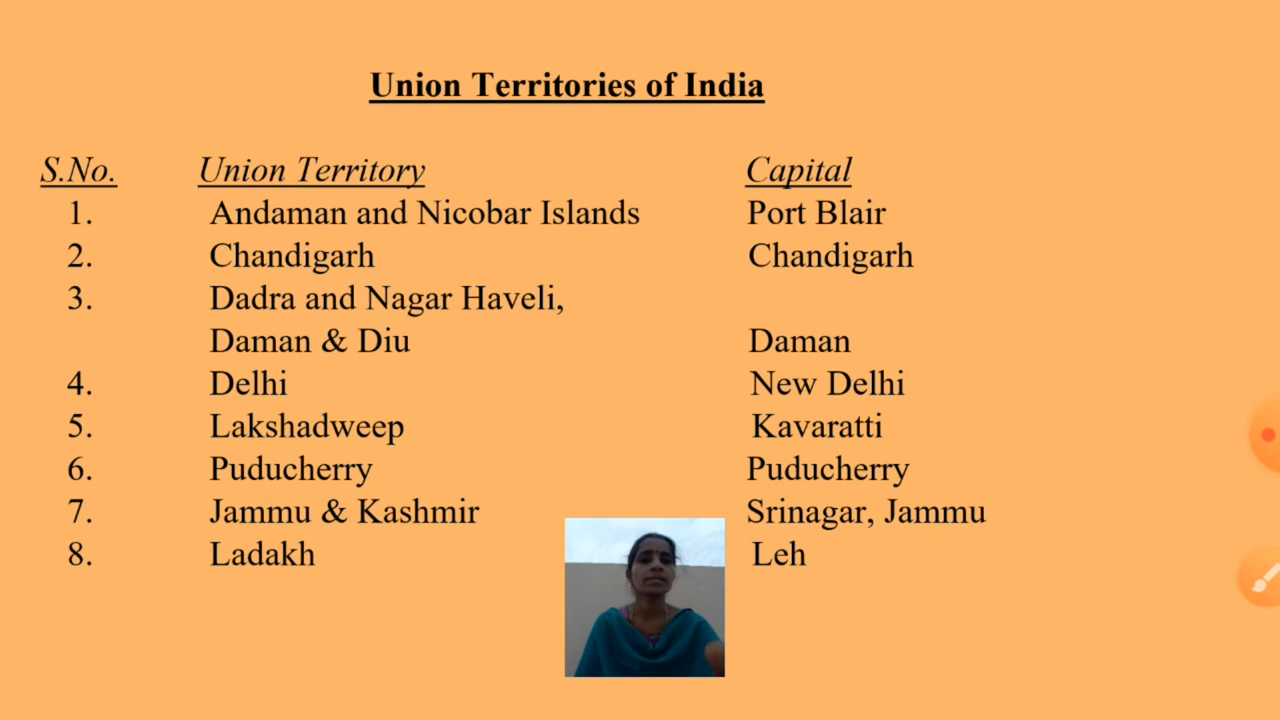 Union Territories of India
S.No. Union Territory Capital
1. Andaman and Nicobar Islands Port Blair
2. Chandigarh Chandigarh
3. Dadra and Nagar Haveli,
Daman & Diu Daman
4. Delhi New Delhi
5. Lakshadweep Kavaratti
6. Puducherry Puducherry
7. Jammu & Kashmir Srinagar, Jammu
8. Ladakh Leh